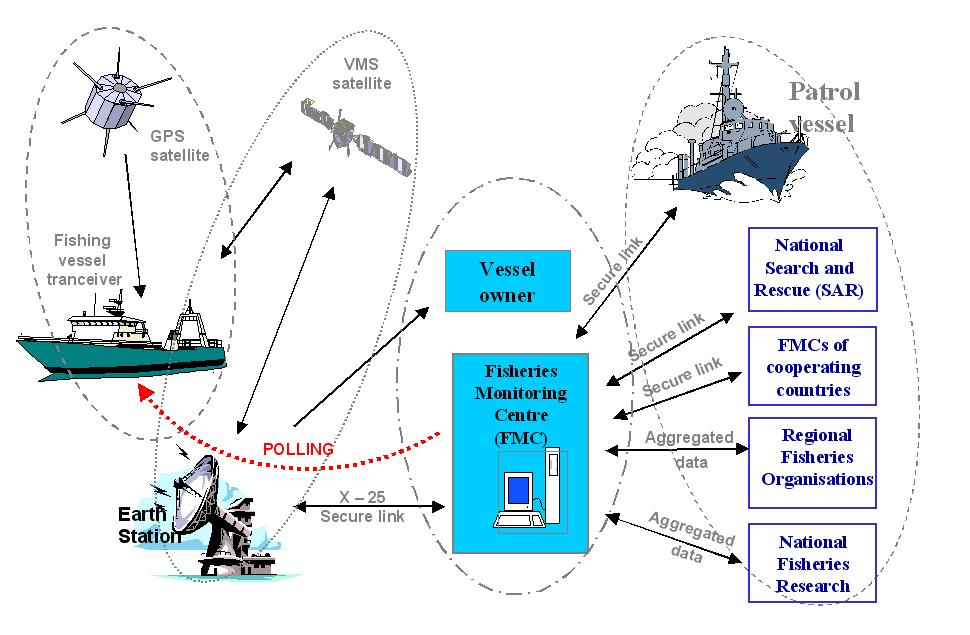 VMS
satellite
GPS
satellite
Patrol
vessel
Fishing
vessel
tranceiver
Vessel
owner
Secure link
National
Search and
Rescue (SAR)
Secure link
FMCs of
cooperating
countries
Secure link
Fisheries
Monitoring
Centre
(FMC)
POLLING
Aggregated
data
Regional
Fisheries
Organisations
X – 25
Secure link
Earth
Station
Aggregated
data
National
Fisheries
Research